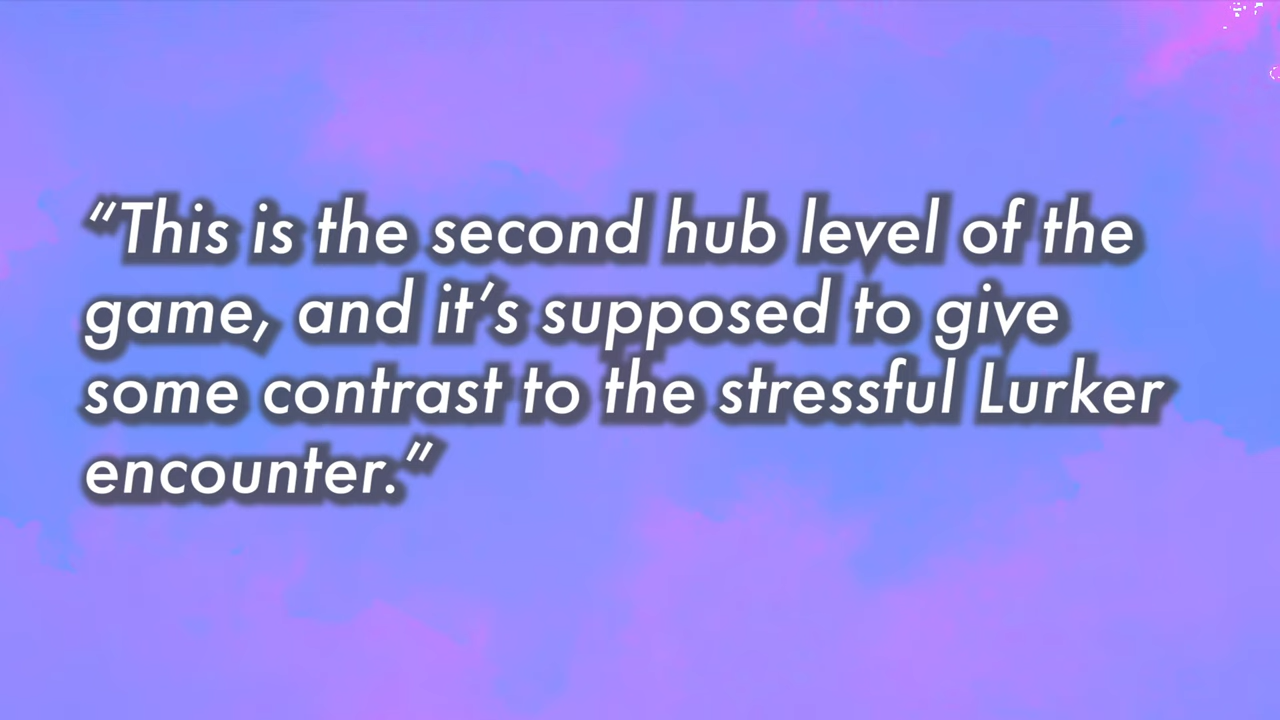 “This is the second hub level of the
game, and it’s supposed to give
some contrast to the stressful Lurker
encounter.”